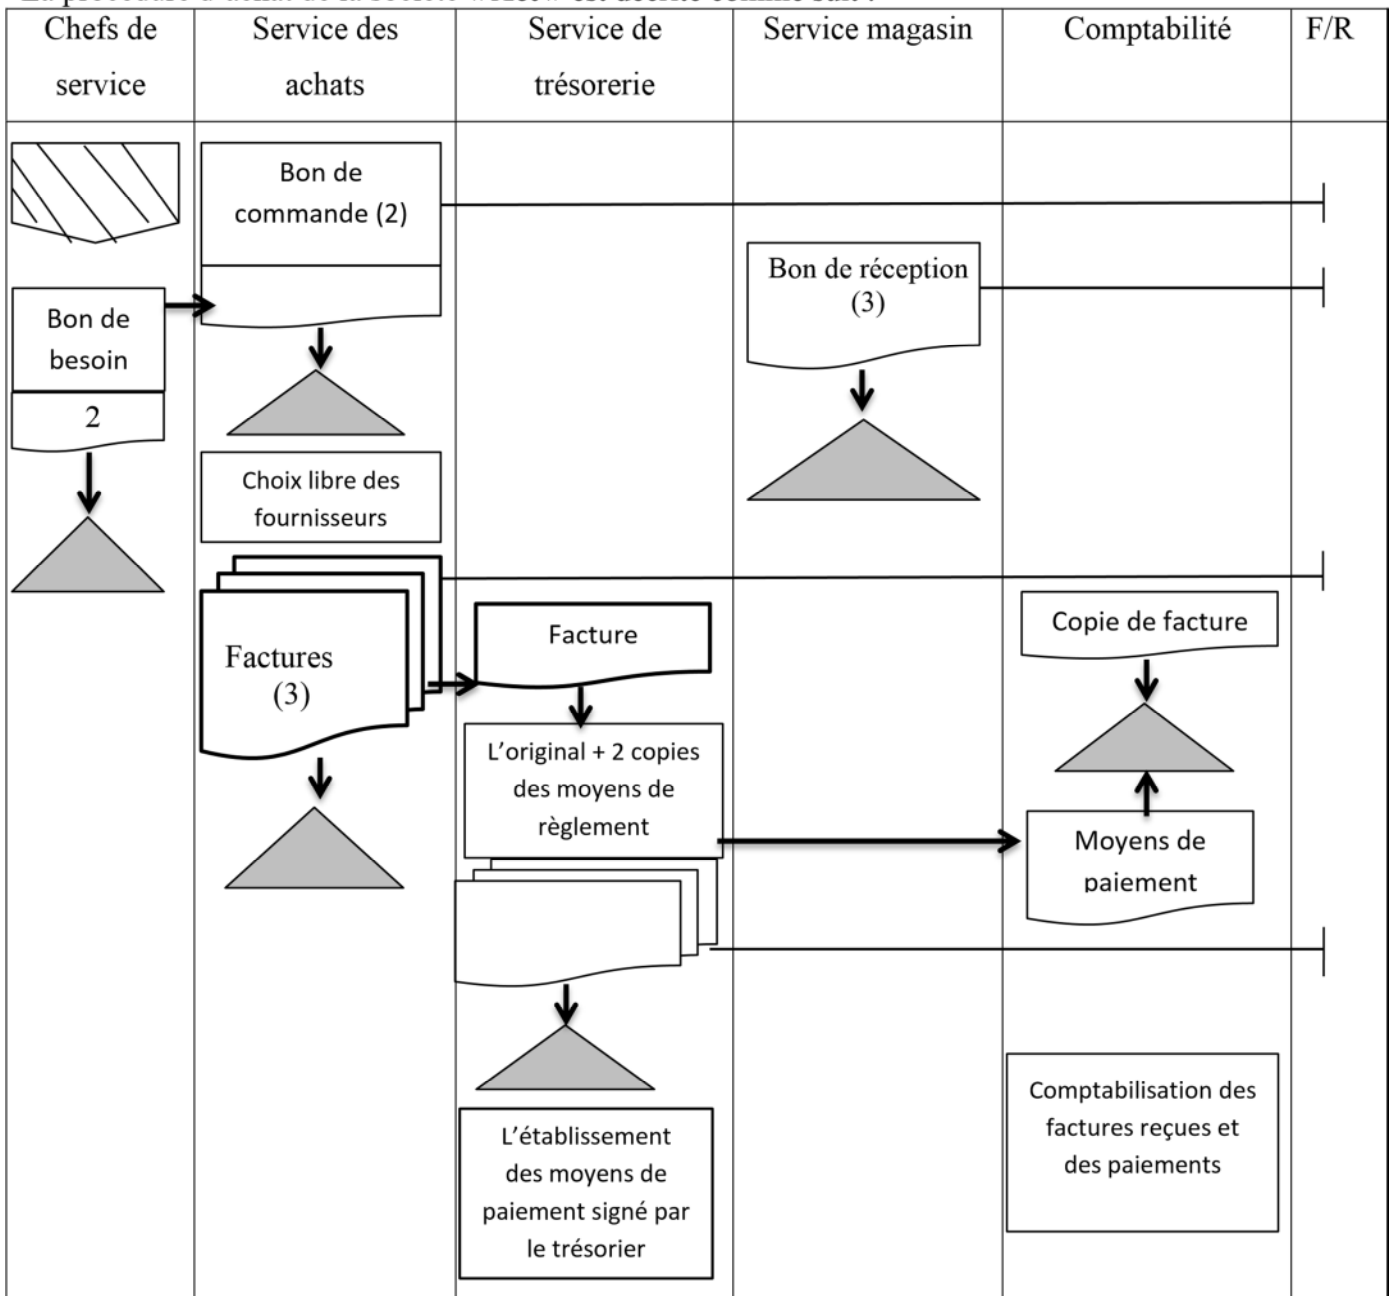 Chefs de
service
Service des
achats
Service de
trésorerie
Service magasin
Comptabilité
F/R
Bon de
commande (2)
Bon de réception
(3)
Bon de
besoin
2
Choix libre des
fournisseurs
Factures
(3)
Facture
Copie de facture
L’original + 2 copies
des moyens de
règlement
Moyens de
paiement
L’établissement
des moyens de
paiement signé par
le trésorier
Comptabilisation des
factures reçues et
des paiements